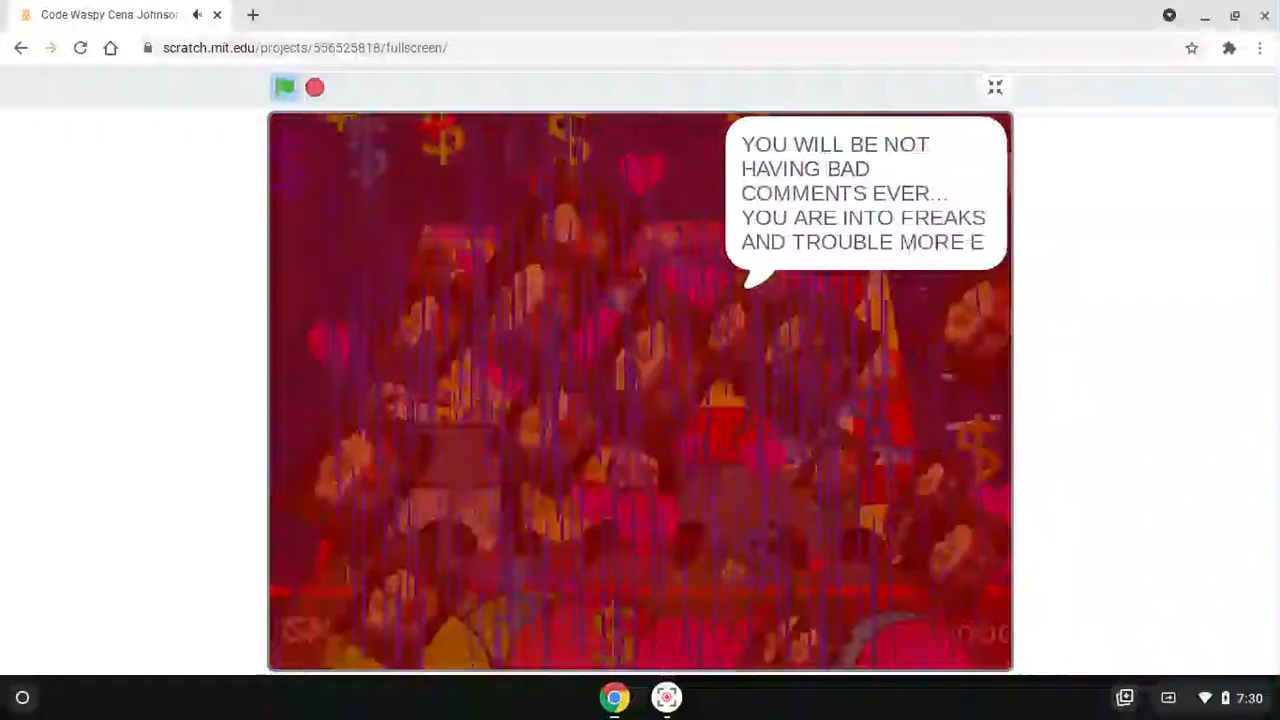 Code Waspy Cena Johnson
scratch.mit.edu/projects/556525818/fullscreen/
YOU WILL BE NOT
HAVING BAD
COMMENTS EVER...
YOU ARE INTO FREAKS
AND TROUBLE MORE E
$ $ $
$
$
$
7:30